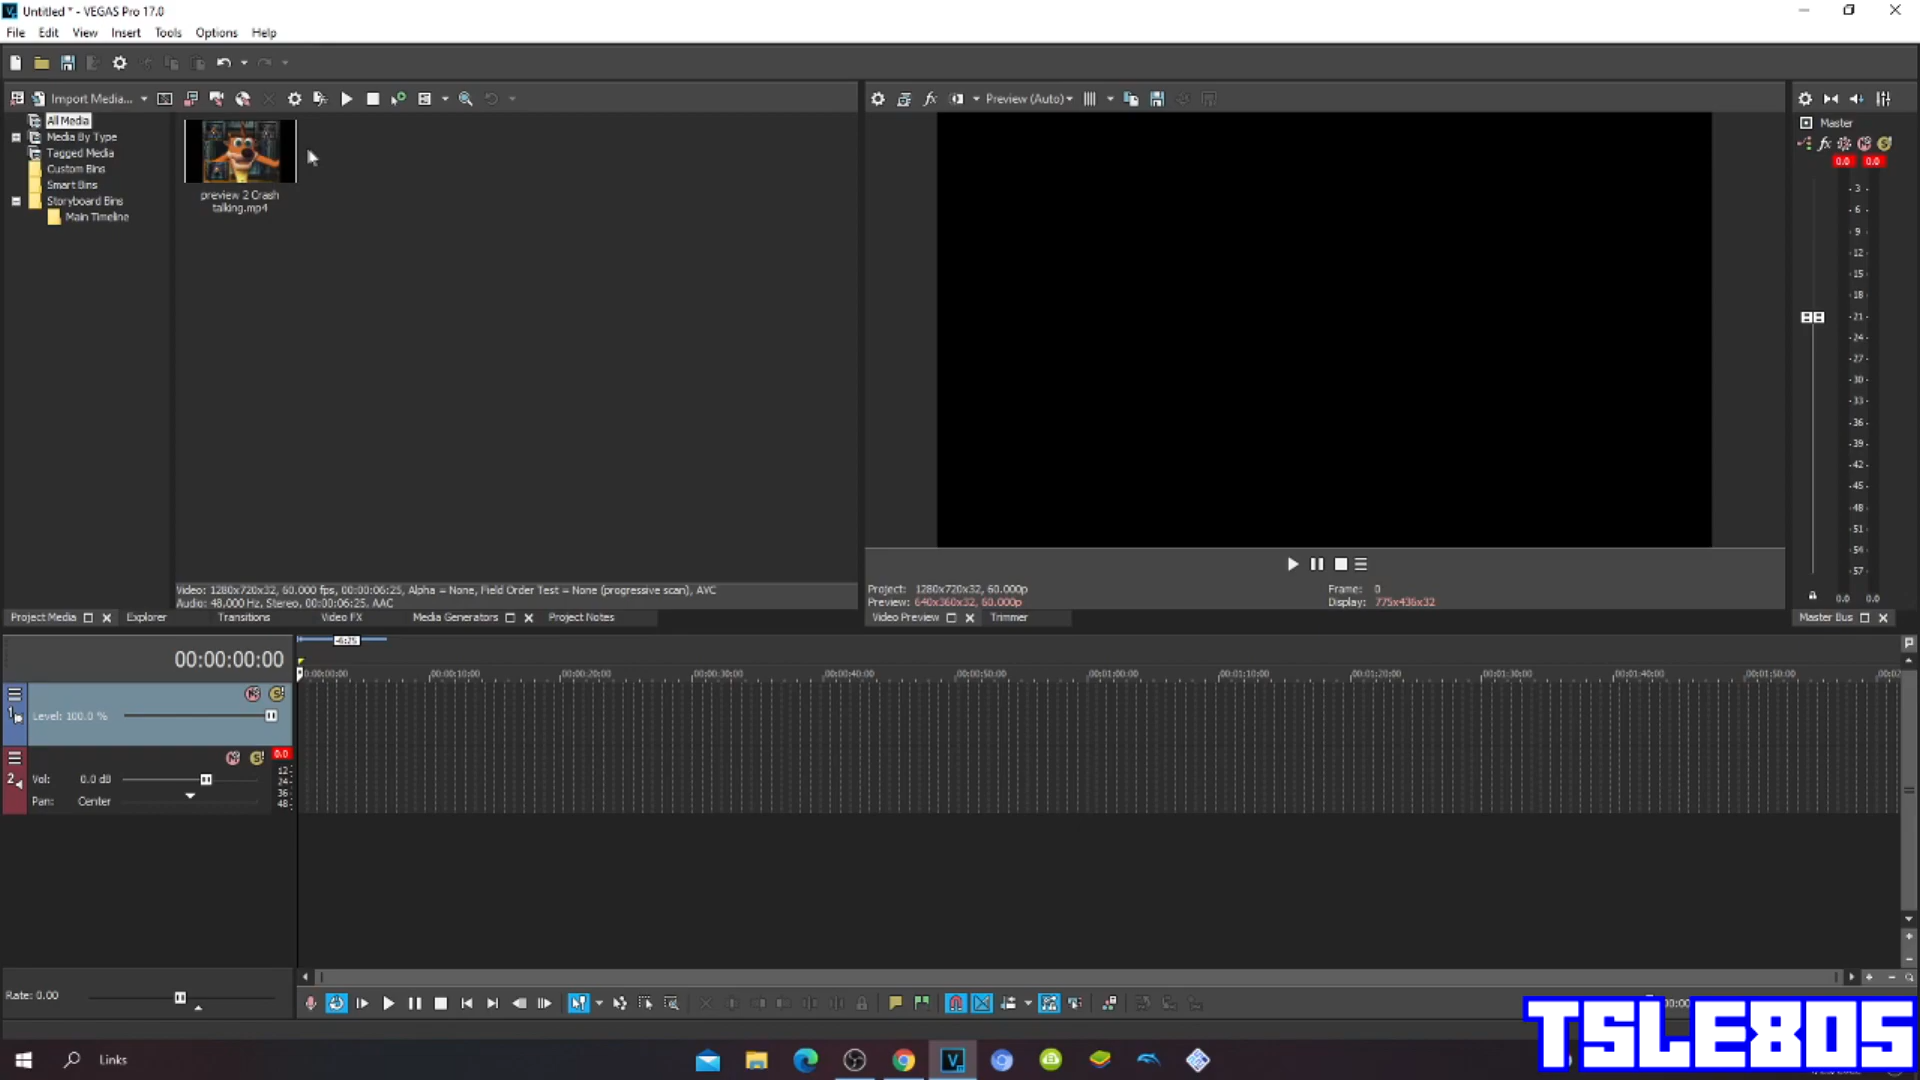 Untitled * - VEGAS Pro 17.0
File Edit View Insert Tools Options Help
Import Media...
Preview (Auto)
All Media
Media By Type
Tagged Media
Custom Bins
Smart Bins
Storyboard Bins
Main Timeline
preview 2 Crash
talking.mp4
Master
0.0 0.0
3
6
9
12
15
18
21
24
27
30
33
36
39
42
45
48
51
54
57
0.0 0.0
Video: 1280x720x32, 60.000 fps, 00:00:06:25, Alpha = None, Field Order Test = None (progressive scan), AVC
Audio: 48,000 Hz, Stereo, 00:00:06:25, AAC
Project: 1280x720x32, 60.000p
Preview: 640x360x32, 60.000p
Frame: 0
Display: 775x436x32
Project Media Explorer Transitions Video FX Media Generators Project Notes
Video Preview Trimmer
Master Bus
-6:25
00:00:00:00
0:00:00:00 00:00:10:00 00:00:20:00 00:00:30:00 00:00:40:00 00:00:50:00 00:01:00:00 00:01:10:00 00:01:20:00 00:01:30:00 00:01:40:00 00:01:50:00 00:02
1
Level: 100.0 %
0.0
2
Vol: 0.0 dB
Pan: Center
12
24
36
48
Rate: 0.00
Links
TSLE805